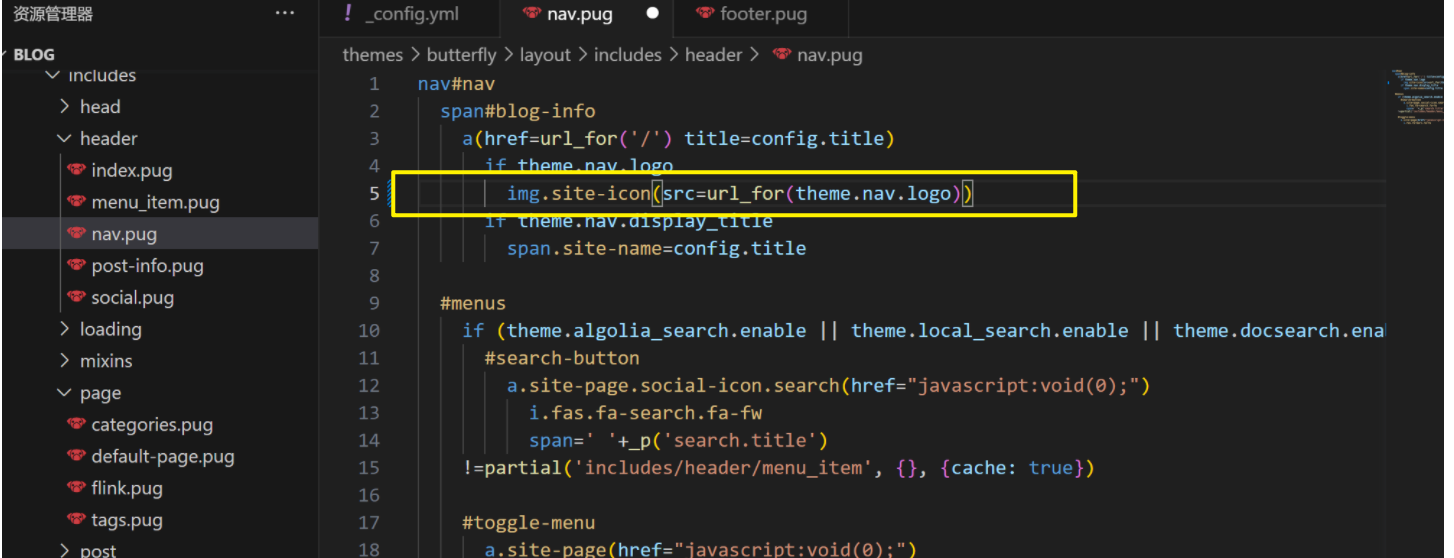 资源管理器 ···
BLOG
includes
head
header
index.pug
menu_item.pug
nav.pug
post-info.pug
social.pug
loading
mixins
page
categories.pug
default-page.pug
flink.pug
tags.pug
post
! _config.yml nav.pug footer.pug
themes > butterfly > layout > includes > header > nav.pug
1 nav#nav
2 span#blog-info
3 a(href=url_for('/') title=config.title)
4 if theme.nav.logo
5 img.site-icon(src=url_for(theme.nav.logo))
6 if theme.nav.display_title
7 span.site-name=config.title
8
9 #menus
10 if (theme.algolia_search.enable || theme.local_search.enable || theme.docsearch.ena
11 #search-button
12 a.site-page.social-icon.search(href="javascript:void(0);")
13 i.fas.fa-search.fa-fw
14 span=' '+_p('search.title')
15 !=partial('includes/header/menu_item', {}, {cache: true})
16
17 #toggle-menu
18 a.site-page(href="javascript:void(0);")